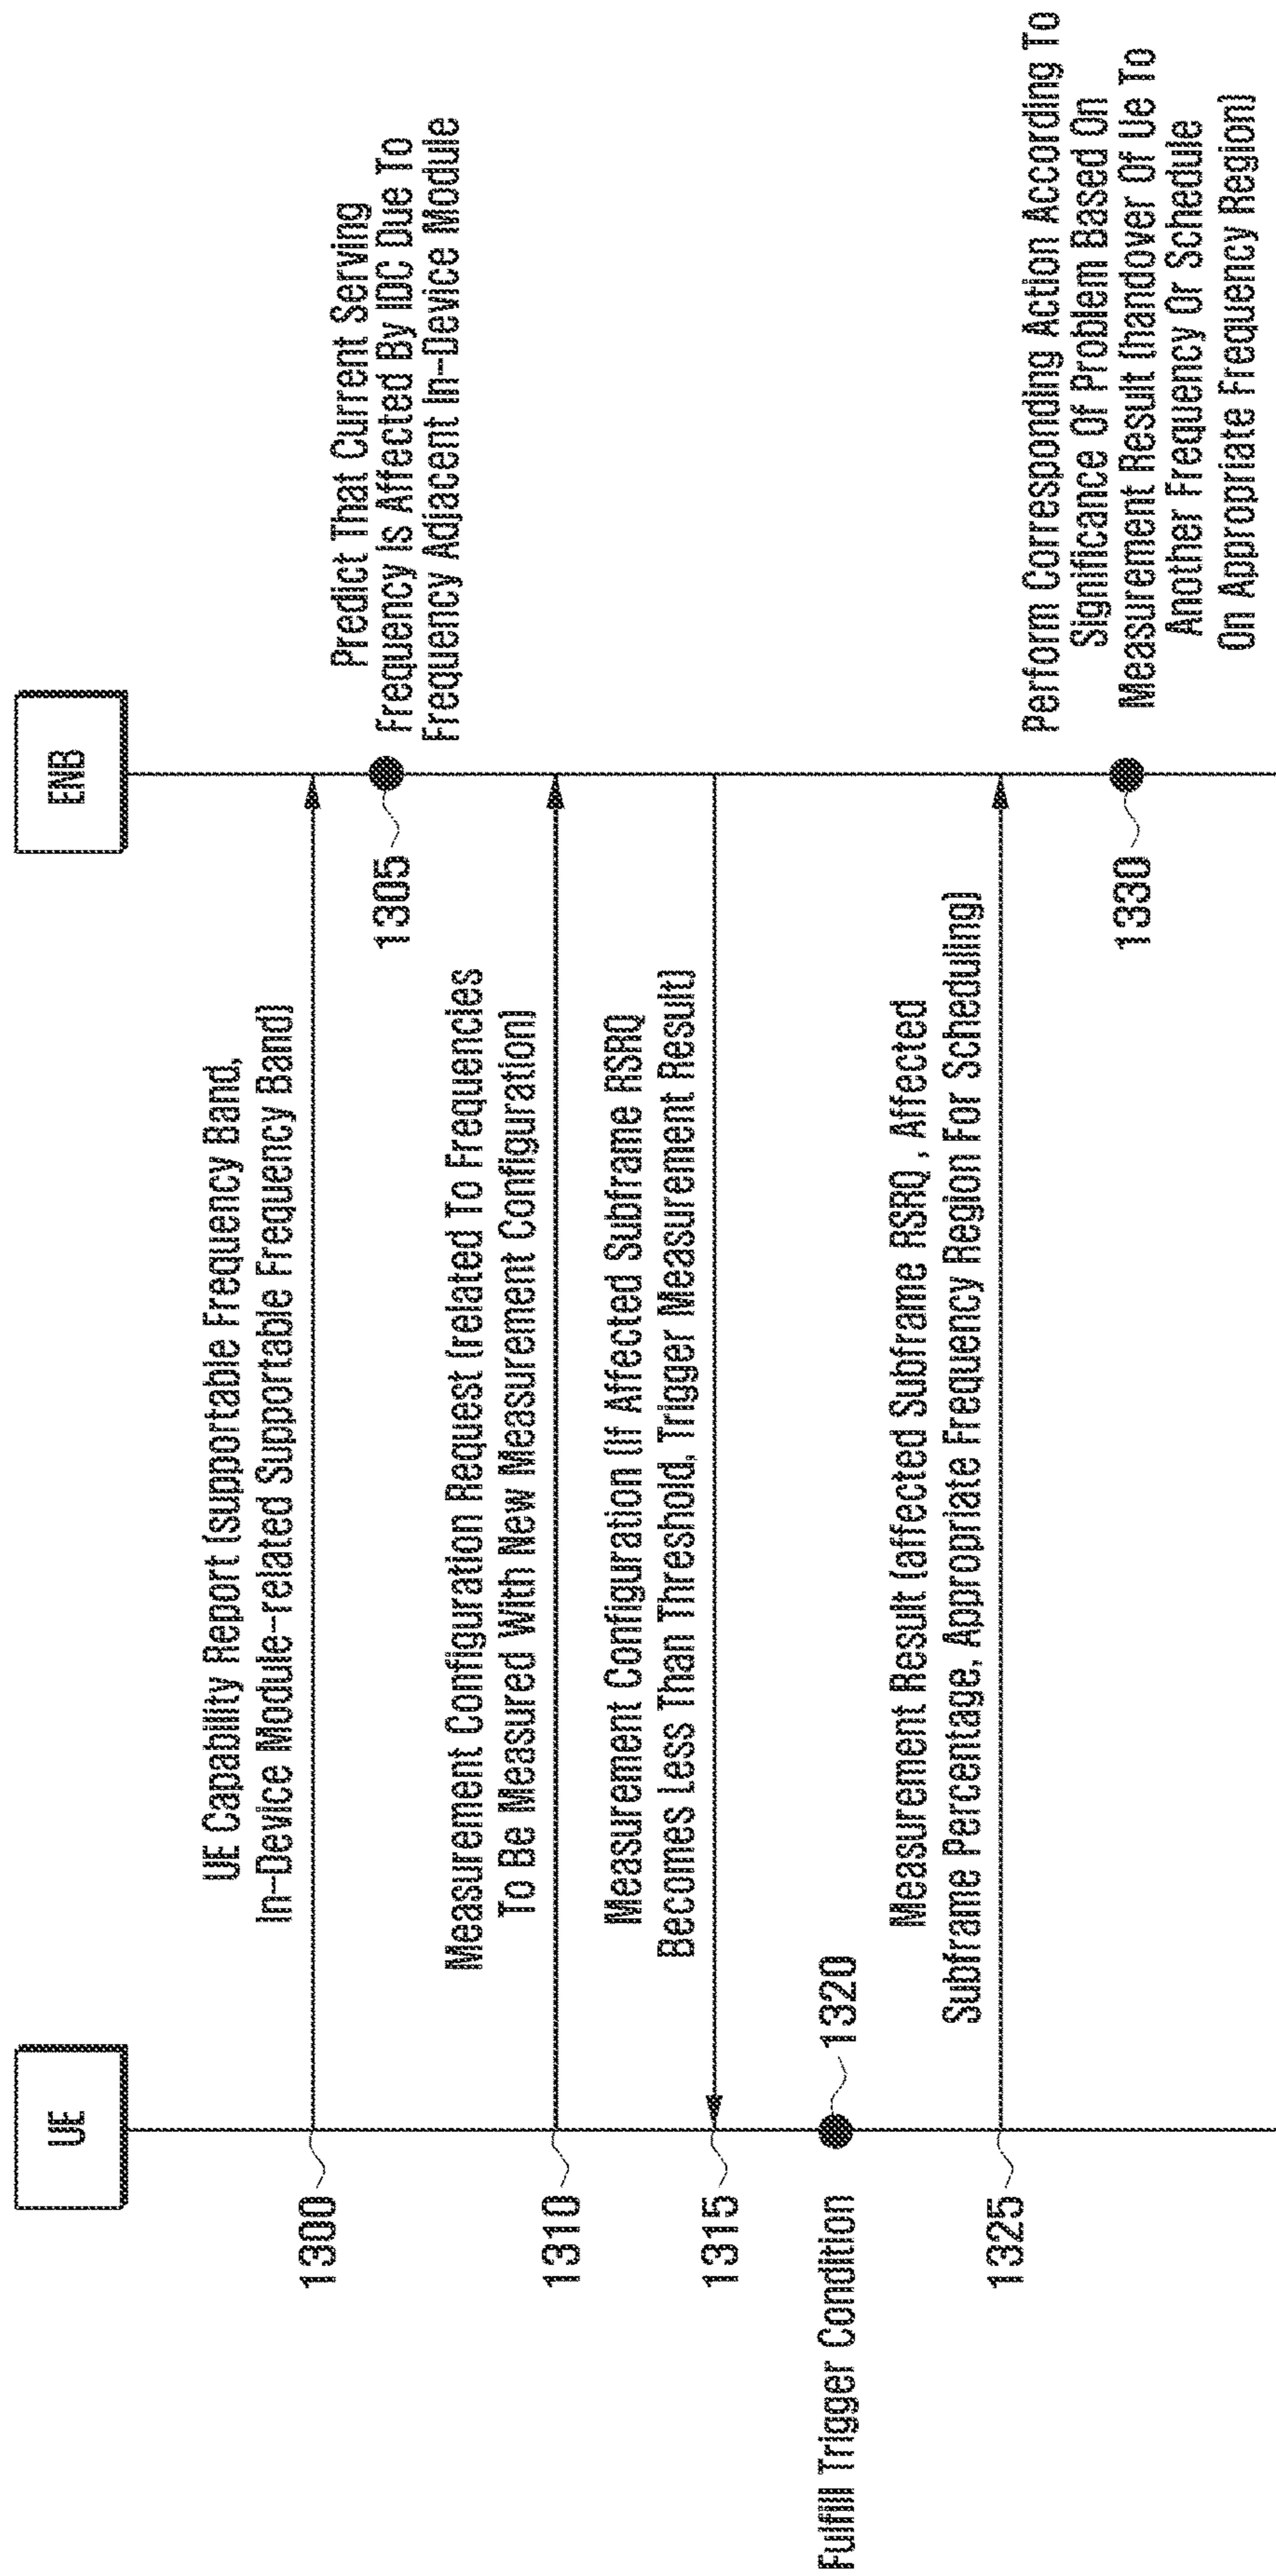 UE
ENB
UE Capability Report (supportable Frequency Band,
In-Device Module-related Supportable Frequency Band)
1300
Predict That Current Serving
Frequency Is Affected By IDC Due To
Frequency Adjacent In-Device Module
1305
Measurement Configuration Request (related To Frequencies
To Be Measured With New Measurement Configuration)
1310
Measurement Configuration (If Affected Subframe RSRQ
Becomes Less Than Threshold, Trigger Measurement Result)
1315
Fulfill Trigger Condition
1320
Measurement Result (affected Subframe RSRQ , Affected
Subframe Percentage, Appropriate Frequency Region For Scheduling)
1325
Perform Corresponding Action According To
Significance Of Problem Based On
Measurement Result (handover Of Ue To
Another Frequency Or Schedule
On Appropriate Frequency Region)
1330